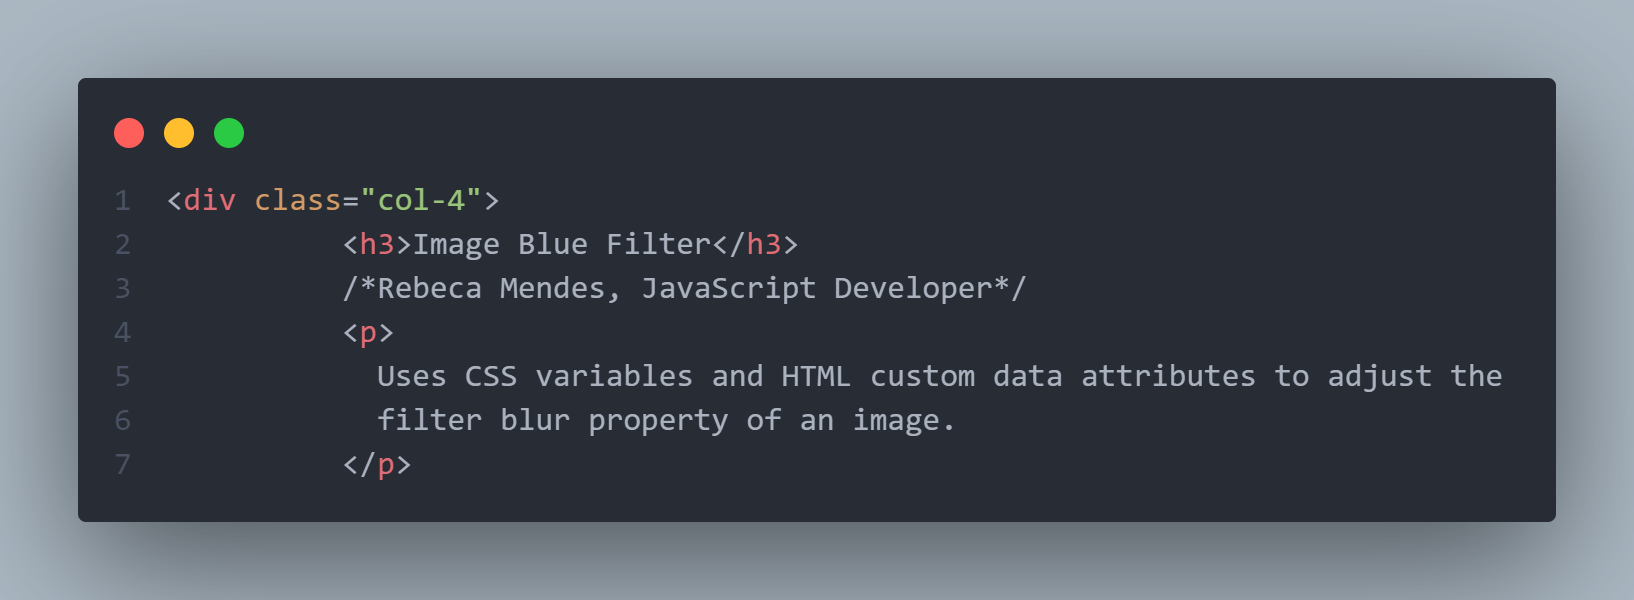 1 <div class="col-4">
2 <h3>Image Blue Filter</h3>
3 /*Rebeca Mendes, JavaScript Developer*/
4 <p>
5 Uses CSS variables and HTML custom data attributes to adjust the
6 filter blur property of an image.
7 </p>